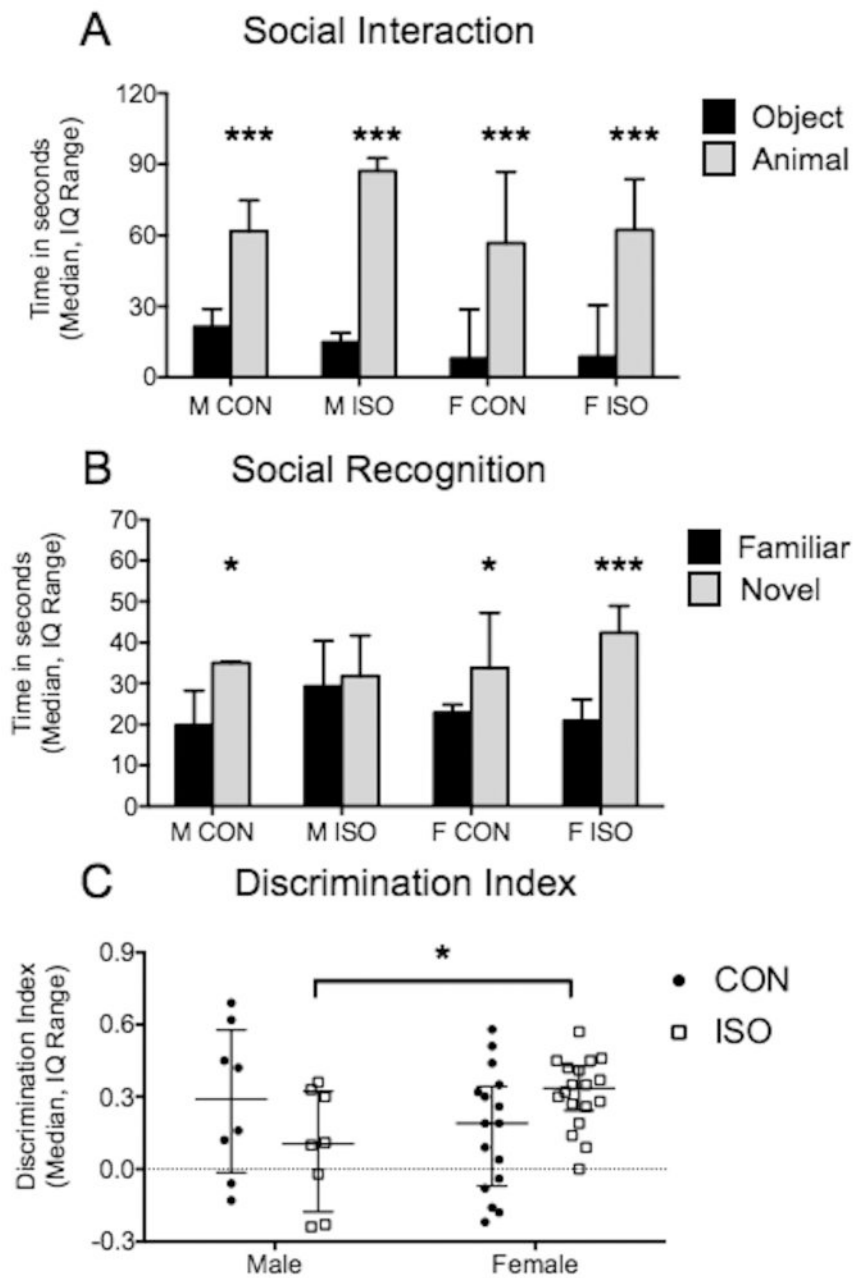 A
Social Interaction
Time in seconds
(Median, IQ Range)
120
90
60
30
0
***
***
***
***
Object
Animal
M CON
M ISO
F CON
F ISO
B
Social Recognition
Time in seconds
(Median, IQ Range)
70
60
50
40
30
20
10
0
*
*
***
Familiar
Novel
M CON
M ISO
F CON
F ISO
C
Discrimination Index
Discrimination Index
(Median, IQ Range)
0.9
0.6
0.3
0.0
-0.3
*
CON
ISO
Male
Female